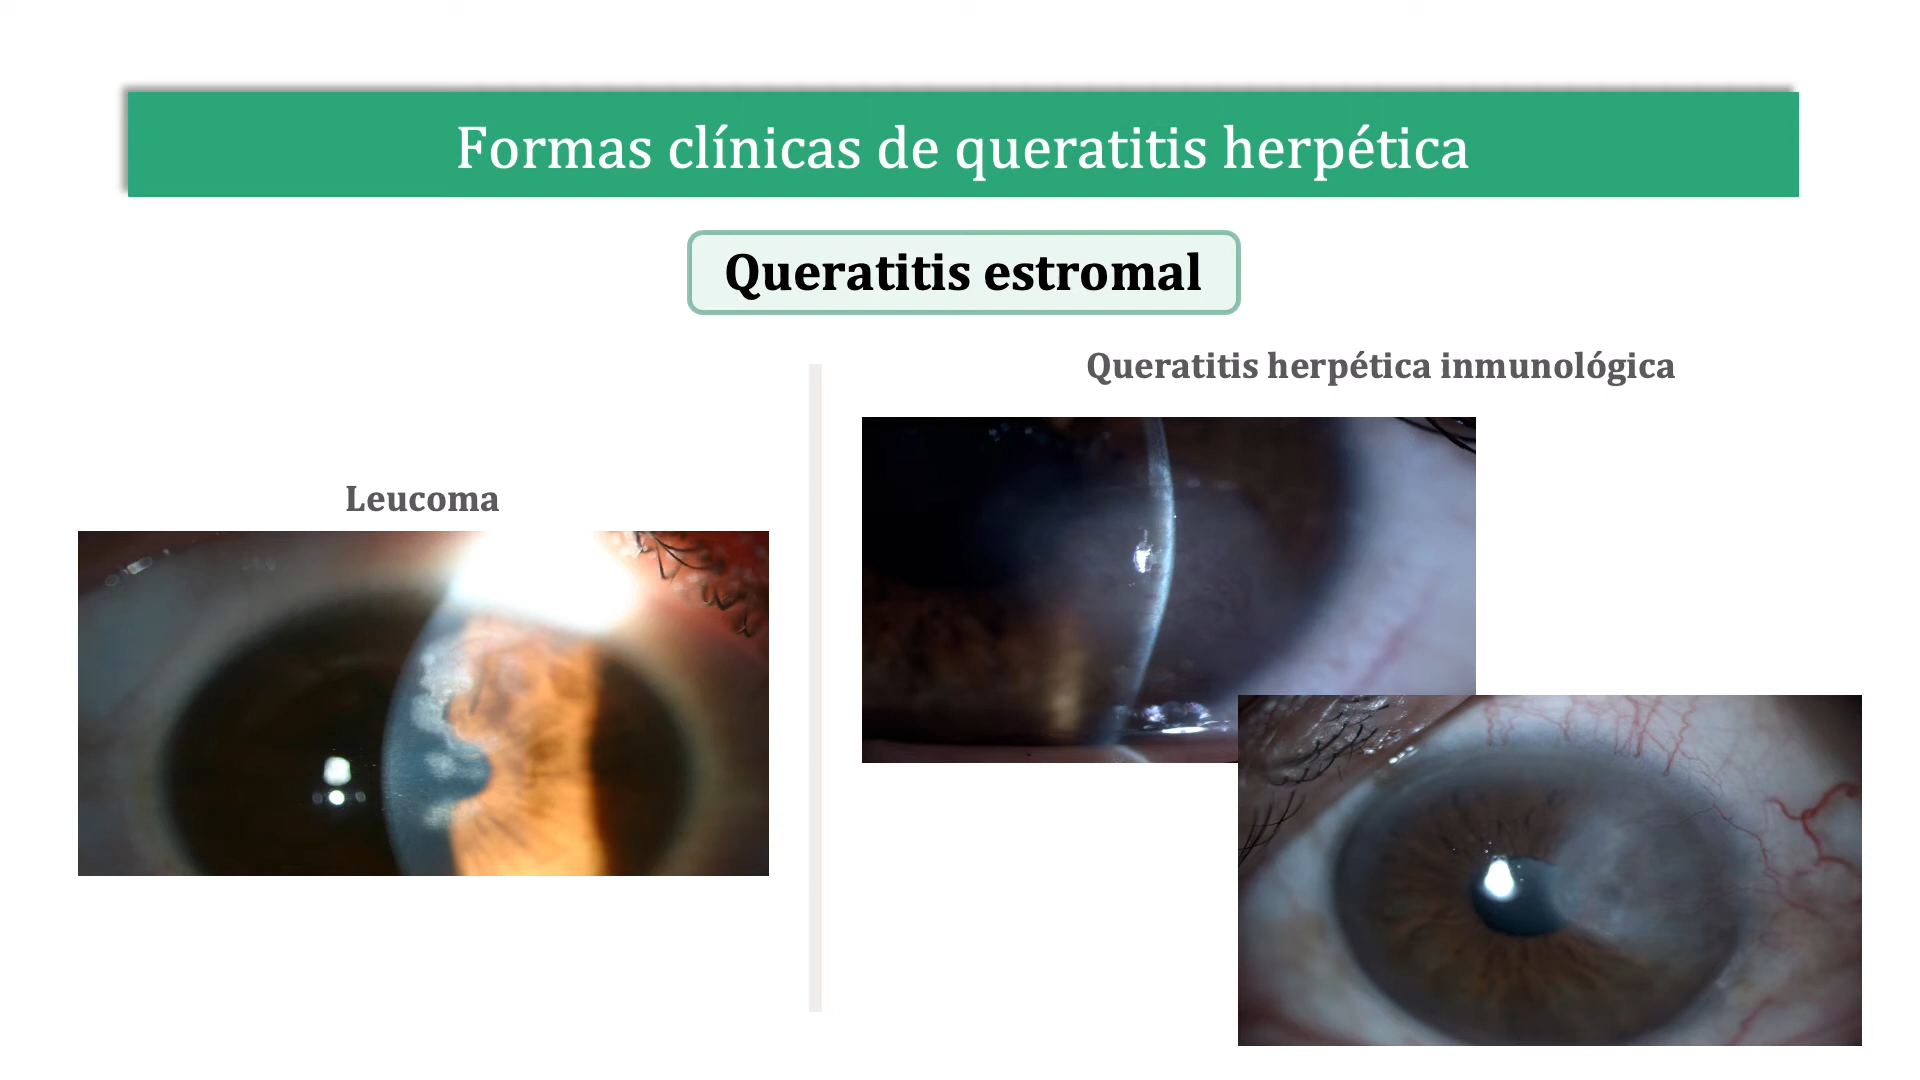 Formas clínicas de queratitis herpética
Queratitis estromal
Leucoma
Queratitis herpética inmunológica